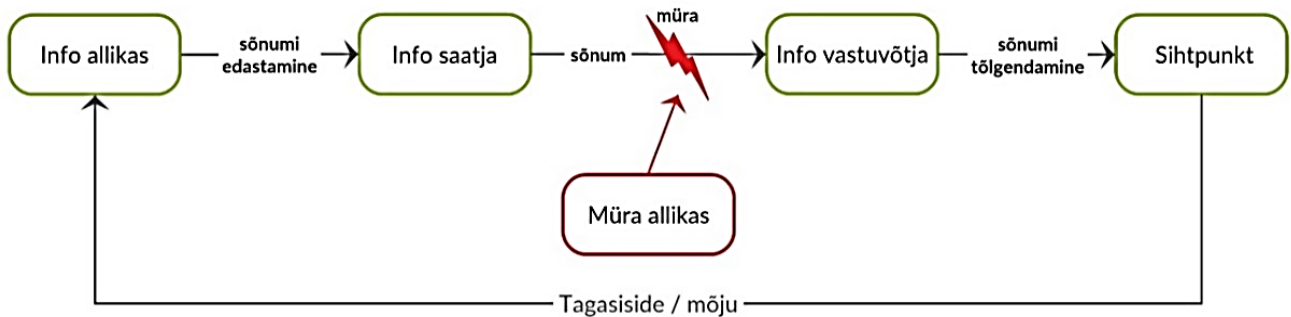 müra
Info allikas
sõnumi
edastamine
Info saatja
sõnum
Info vastuvõtja
sõnumi
tõlgendamine
Sihtpunkt
Müra allikas
Tagasiside / mõju